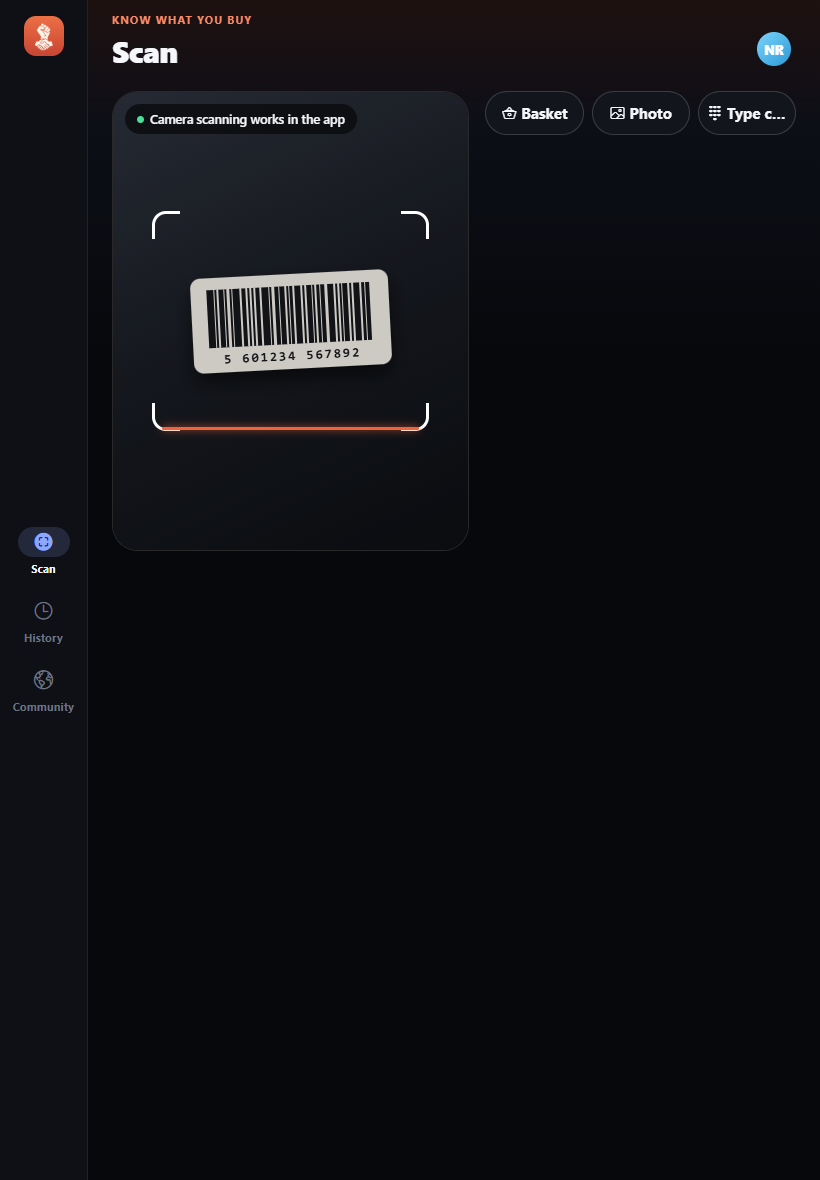 KNOW WHAT YOU BUY
Scan
NR
Camera scanning works in the app
Basket
Photo
Type c...
5 601234 567892
Scan
History
Community